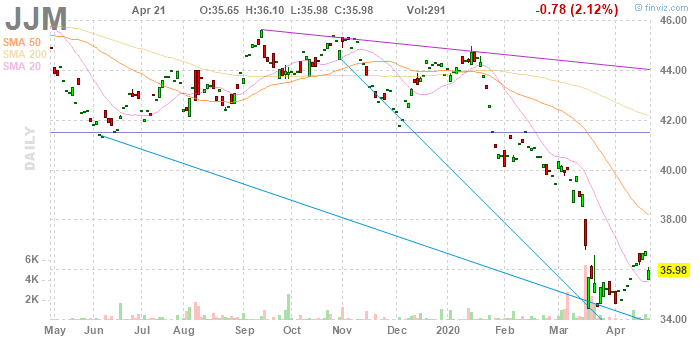 JJM Apr 21 O:35.65 H:36.10 L:35.98 C:35.98 Vol:291 -0.78 (2.12%)
© finviz.com
SMA 50
SMA 200
SMA 20
DAILY
46.00
44.00
42.00
40.00
38.00
35.98
34.00
6K
4K
2K
May Jun Jul Aug Sep Oct Nov Dec 2020 Feb Mar Apr